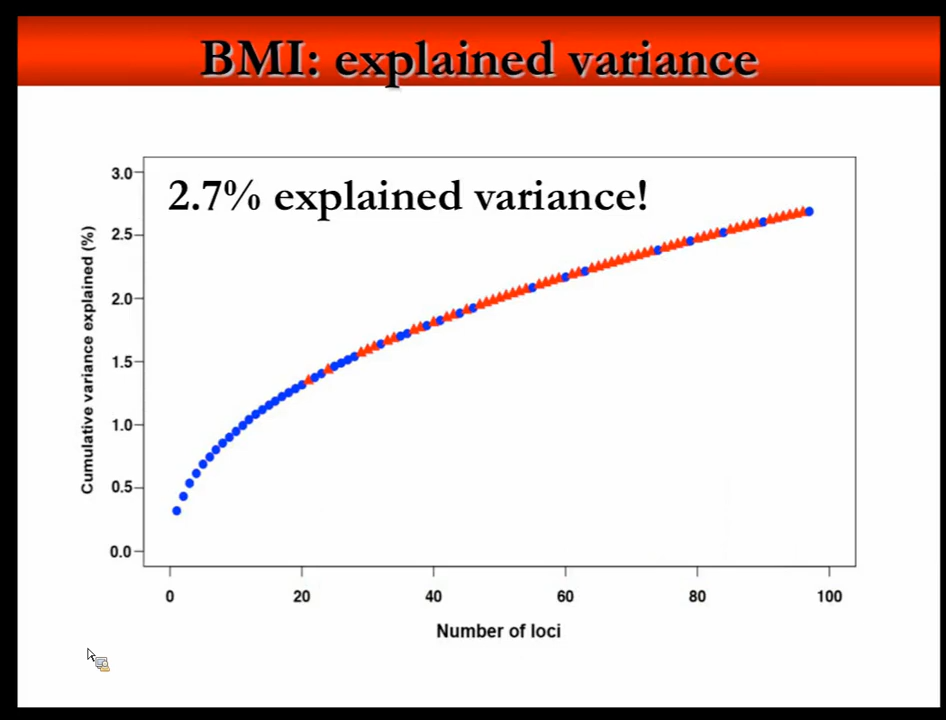 BMI: explained variance
2.7% explained variance!
3.0
2.5
2.0
1.5
1.0
0.5
0.0
Cumulative variance explained (%)
0 20 40 60 80 100
Number of loci